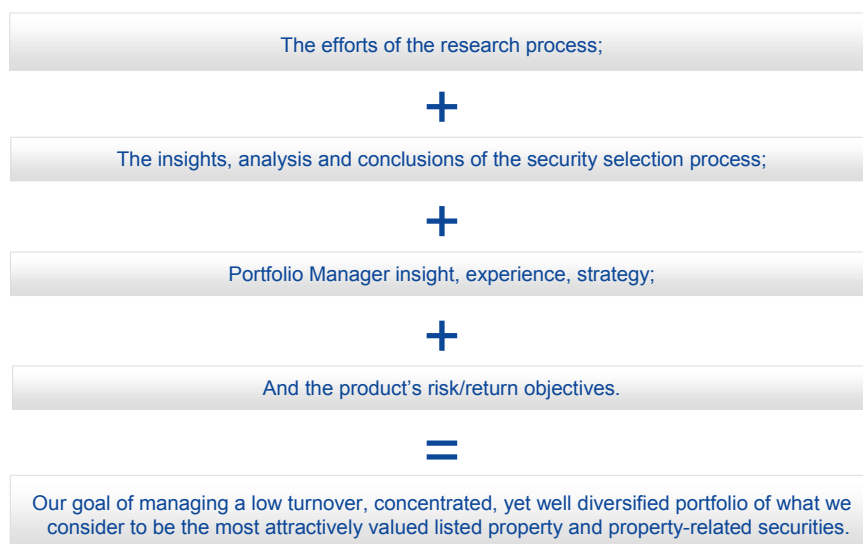 The efforts of the research process;
+
The insights, analysis and conclusions of the security selection process;
+
Portfolio Manager insight, experience, strategy;
+
And the product’s risk/return objectives.
=
Our goal of managing a low turnover, concentrated, yet well diversified portfolio of what we
consider to be the most attractively valued listed property and property-related securities.